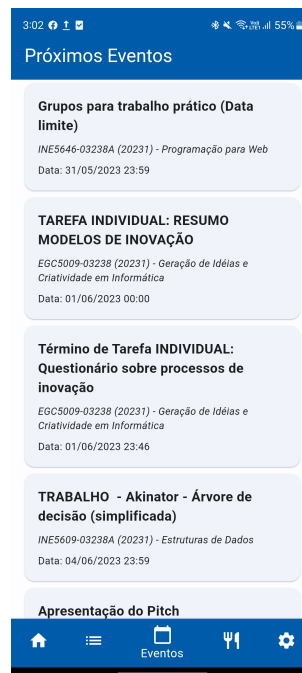 3:02
55%
Próximos Eventos
Grupos para trabalho prático (Data
limite)
INE5646-03238A (20231) - Programação para Web
Data: 31/05/2023 23:59
TAREFA INDIVIDUAL: RESUMO
MODELOS DE INOVAÇÃO
EGC5009-03238 (20231) - Geração de Idéias e
Criatividade em Informática
Data: 01/06/2023 00:00
Término de Tarefa INDIVIDUAL:
Questionário sobre processos de
inovação
EGC5009-03238 (20231) - Geração de Idéias e
Criatividade em Informática
Data: 01/06/2023 23:46
TRABALHO - Akinator - Árvore de
decisão (simplificada)
INE5609-03238A (20231) - Estruturas de Dados
Data: 04/06/2023 23:59
Apresentação do Pitch
Eventos